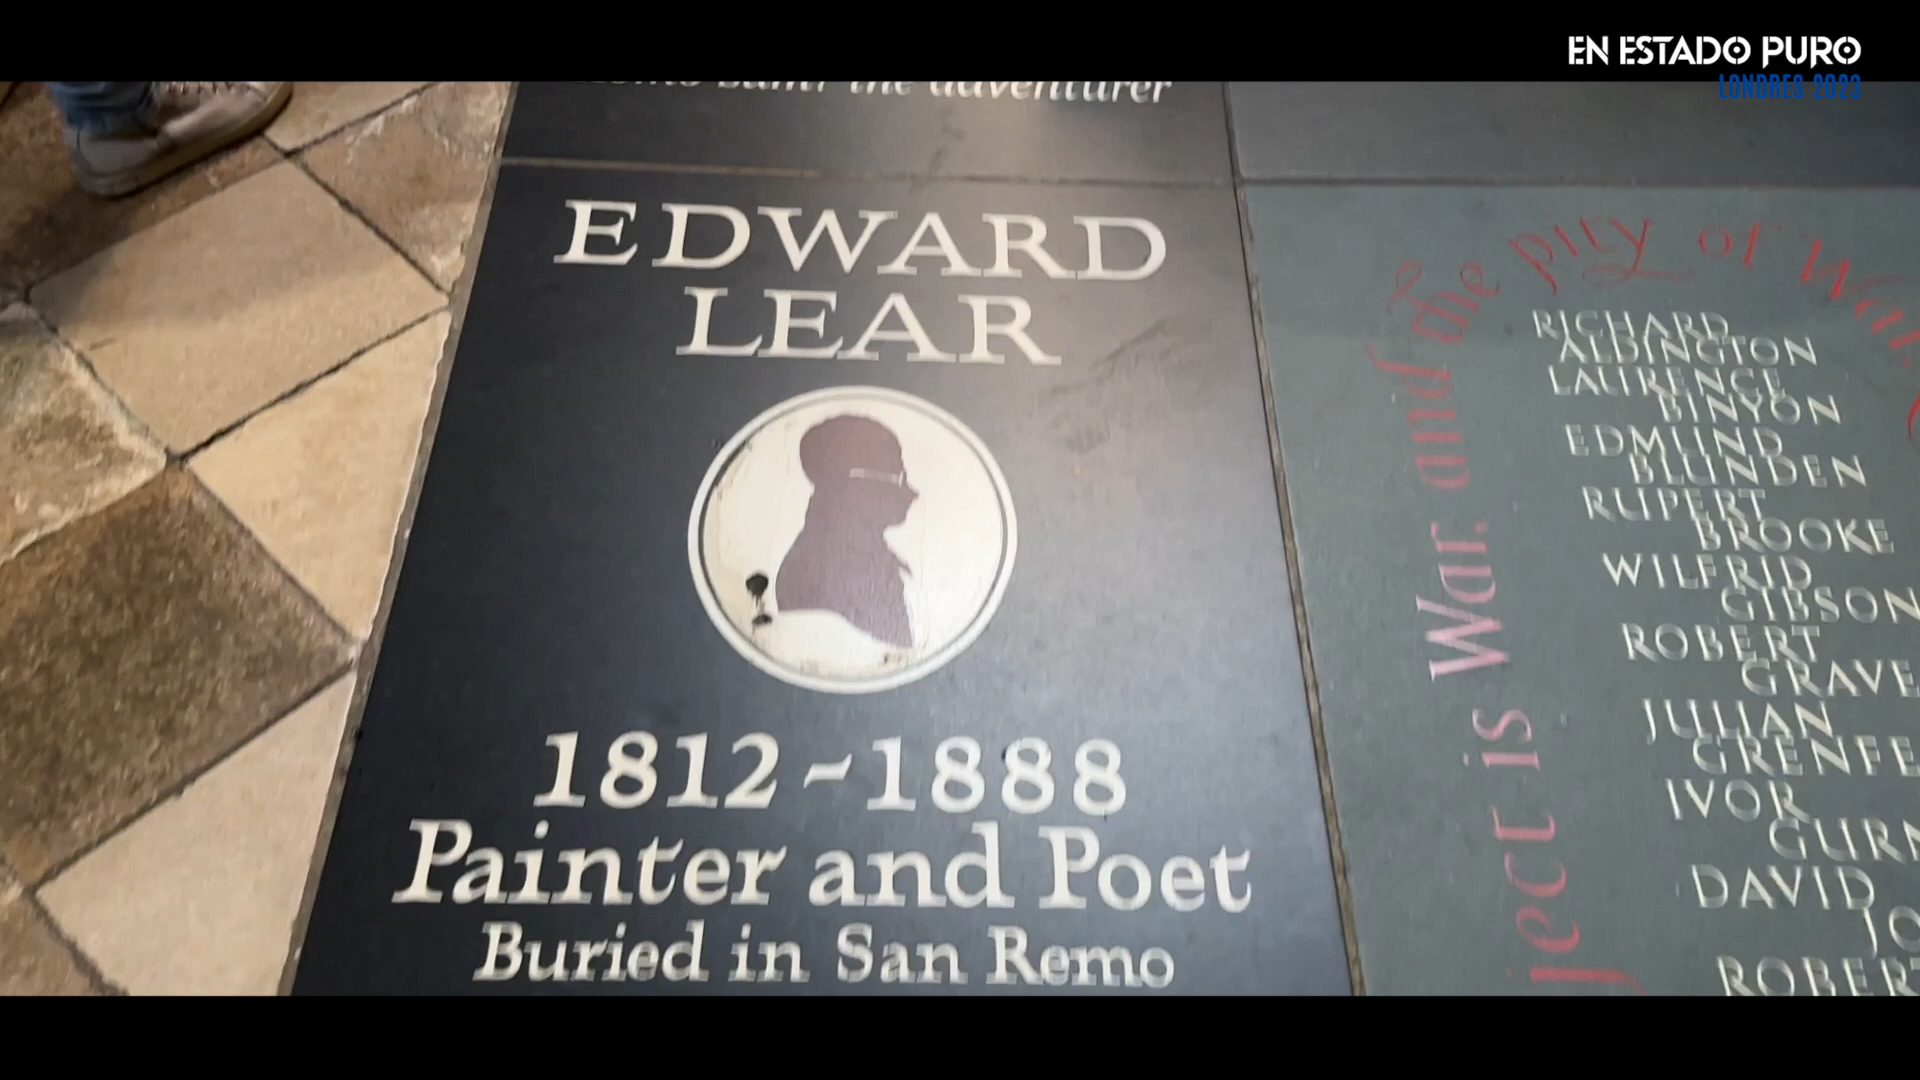 EN ESTADO PURO
LONDRES 2023
the adventurer
EDWARD
LEAR
1812-1888
Painter and Poet
Buried in San Remo
and the pity of War.
ject is War, and
RICHARD
ALDINGTON
LAURENCE
BINYON
EDMUND
BLUNDEN
RUPERT
BROOKE
WILFRID
GIBSON
ROBERT
GRAVE
JULIAN
GRENFE
IVOR
GURN
DAVID
JO
ROBERT